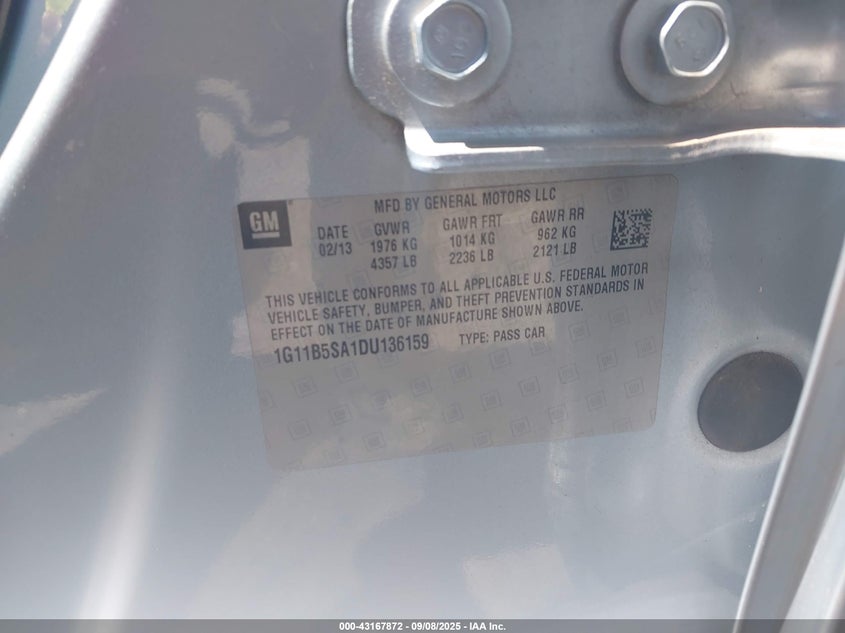 MFD BY GENERAL MOTORS LLC
GM
DATE GVWR GAWR FRT GAWR RR
02/13 1976 KG 1014 KG 962 KG
4357 LB 2236 LB 2121 LB
THIS VEHICLE CONFORMS TO ALL APPLICABLE U.S. FEDERAL MOTOR
VEHICLE SAFETY, BUMPER, AND THEFT PREVENTION STANDARDS IN
EFFECT ON THE DATE OF MANUFACTURE SHOWN ABOVE.
1G11B5SA1DU136159 TYPE: PASS CAR
000-43167872 - 09/08/2025 - IAA Inc.